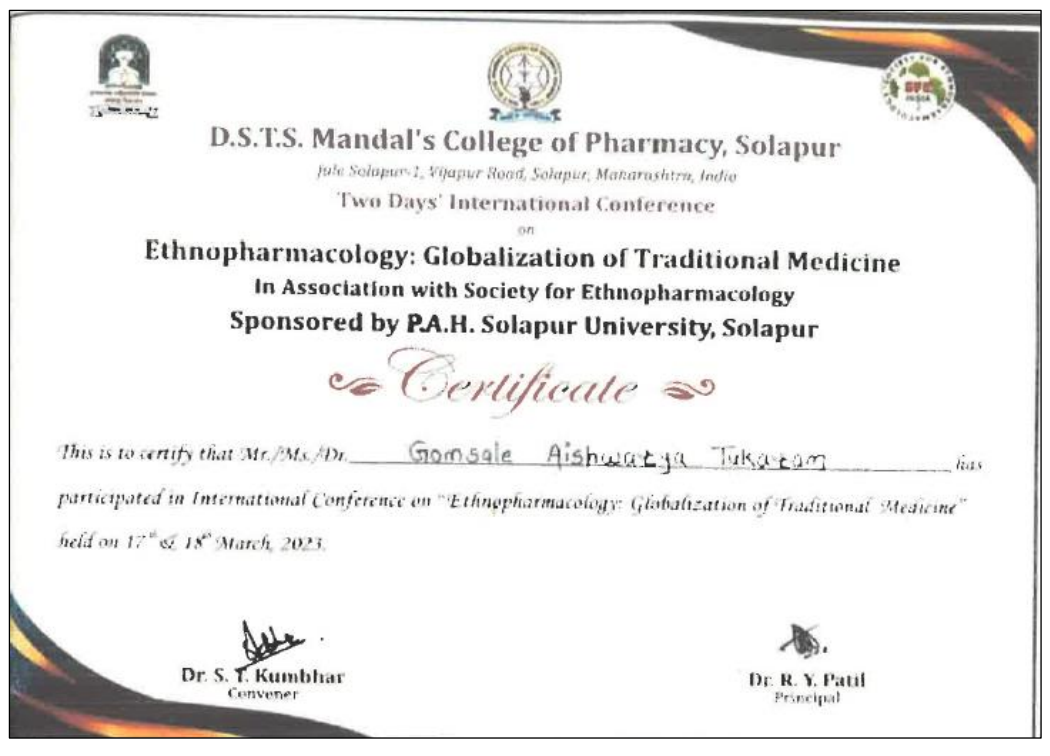 SFE
INDIA
D.S.T.S. Mandal's College of Pharmacy, Solapur
Jule Solapur-1, Vijapur Road, Solapur, Maharashtra, India
Two Days' International Conference
on
Ethnopharmacology: Globalization of Traditional Medicine
In Association with Society for Ethnopharmacology
Sponsored by P.A.H. Solapur University, Solapur
Certificate
This is to certify that Mr./Ms./Dr. Gomsale Aishwarya Tukaram has
participated in International Conference on "Ethnopharmacology: Globalization of Traditional Medicine"
held on 17th & 18th March, 2023.
Dr. S. T. Kumbhar
Convener
Dr. R. Y. Patil
Principal